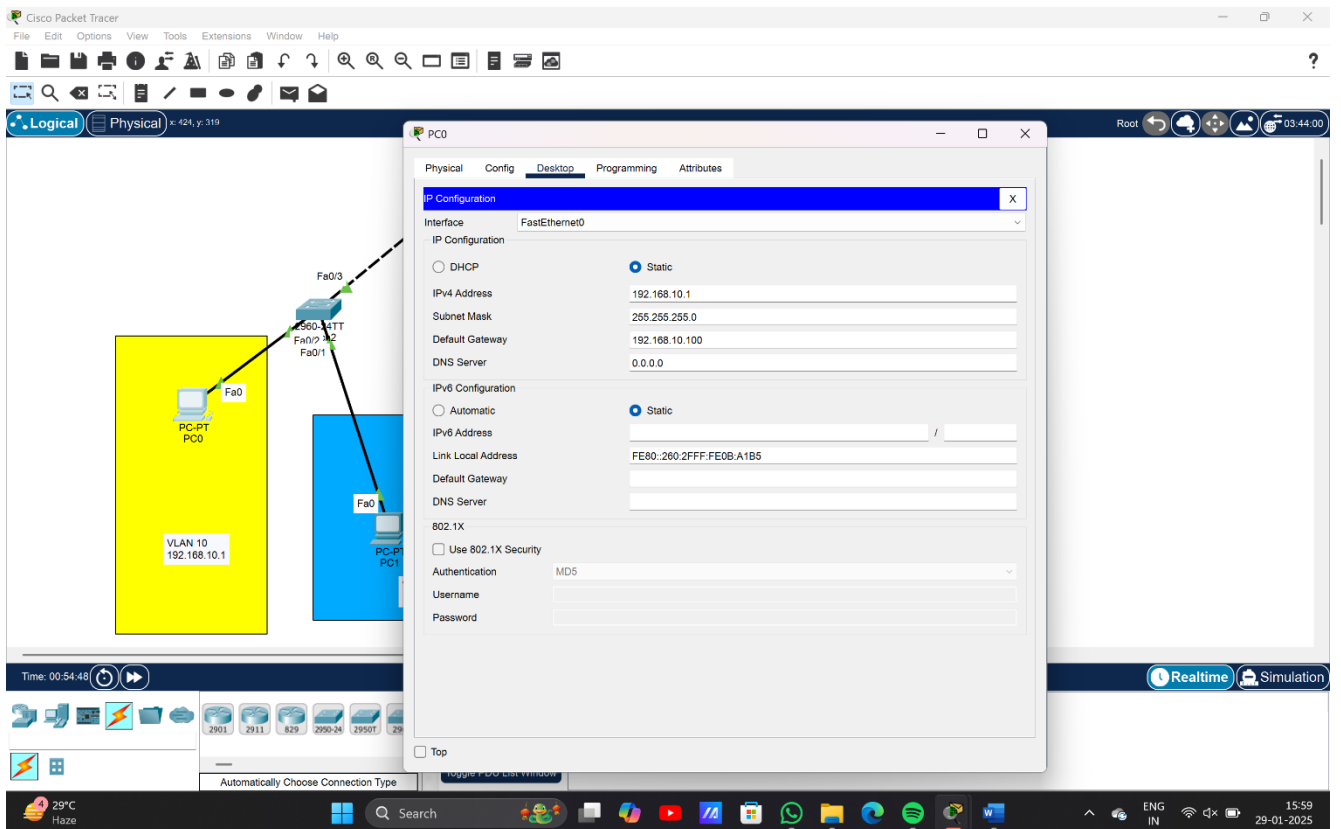 Cisco Packet Tracer
File Edit Options View Tools Extensions Window Help
?
Logical Physical x: 424, y: 319 Root 03:44:00
PC0
Physical Config Desktop Programming Attributes
IP Configuration X
Interface FastEthernet0
IP Configuration
DHCP Static
IPv4 Address 192.168.10.1
Subnet Mask 255.255.255.0
Default Gateway 192.168.10.100
DNS Server 0.0.0.0
IPv6 Configuration
Automatic Static
IPv6 Address /
Link Local Address FE80::260:2FFF:FE0B:A1B5
Default Gateway
DNS Server
802.1X
Use 802.1X Security
Authentication MD5
Username
Password
Top
Fa0/3
2960-24TT
Fa0/2
Fa0/1
Fa0
PC-PT
PC0
VLAN 10
192.168.10.1
Fa0
PC-PT
PC1
Time: 00:54:48 Realtime Simulation
2901 2911 829 2950-24 2950T
Automatically Choose Connection Type
Toggle PDU List Window
4 29°C
Haze
Search
ENG
IN
15:59
29-01-2025